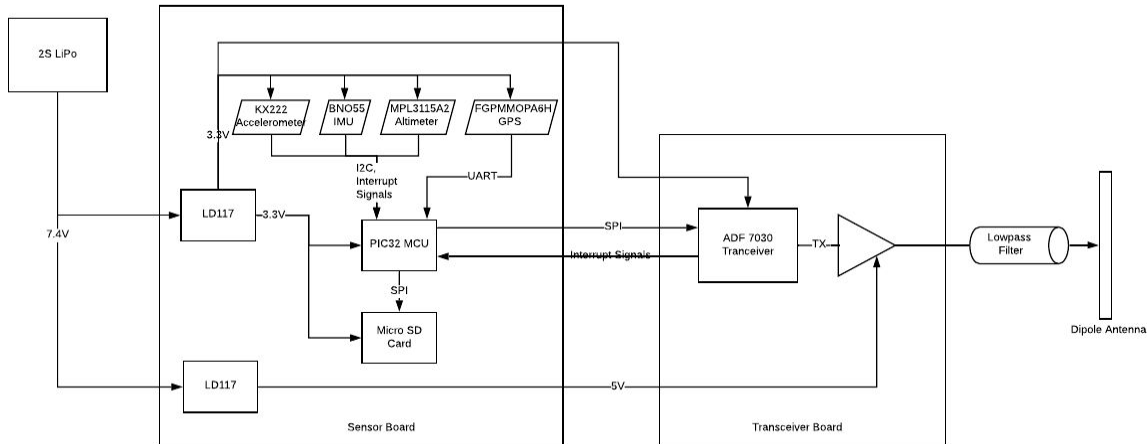 2S LiPo
KX222
Accelerometer
BNO55
IMU
MPL3115A2
Altimeter
FGPMMOPA6H
GPS
3.3V
I2C,
Interrupt
Signals
UART
LD117
3.3V
7.4V
PIC32 MCU
SPI
Interrupt Signals
ADF 7030
Tranceiver
TX
Lowpass
Filter
Dipole Antenna
SPI
Micro SD
Card
LD117
5V
Sensor Board
Transceiver Board